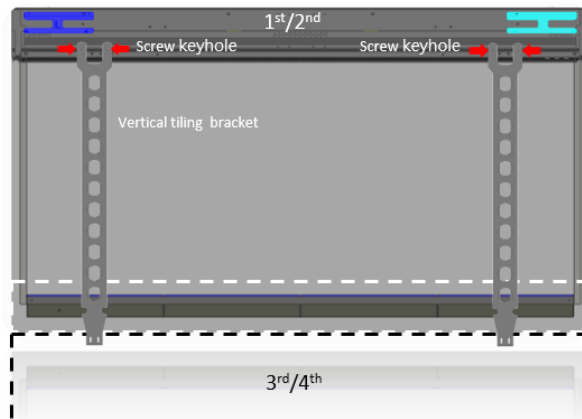 1st/2nd
Screw keyhole
Screw keyhole
Vertical tiling bracket
3rd/4th